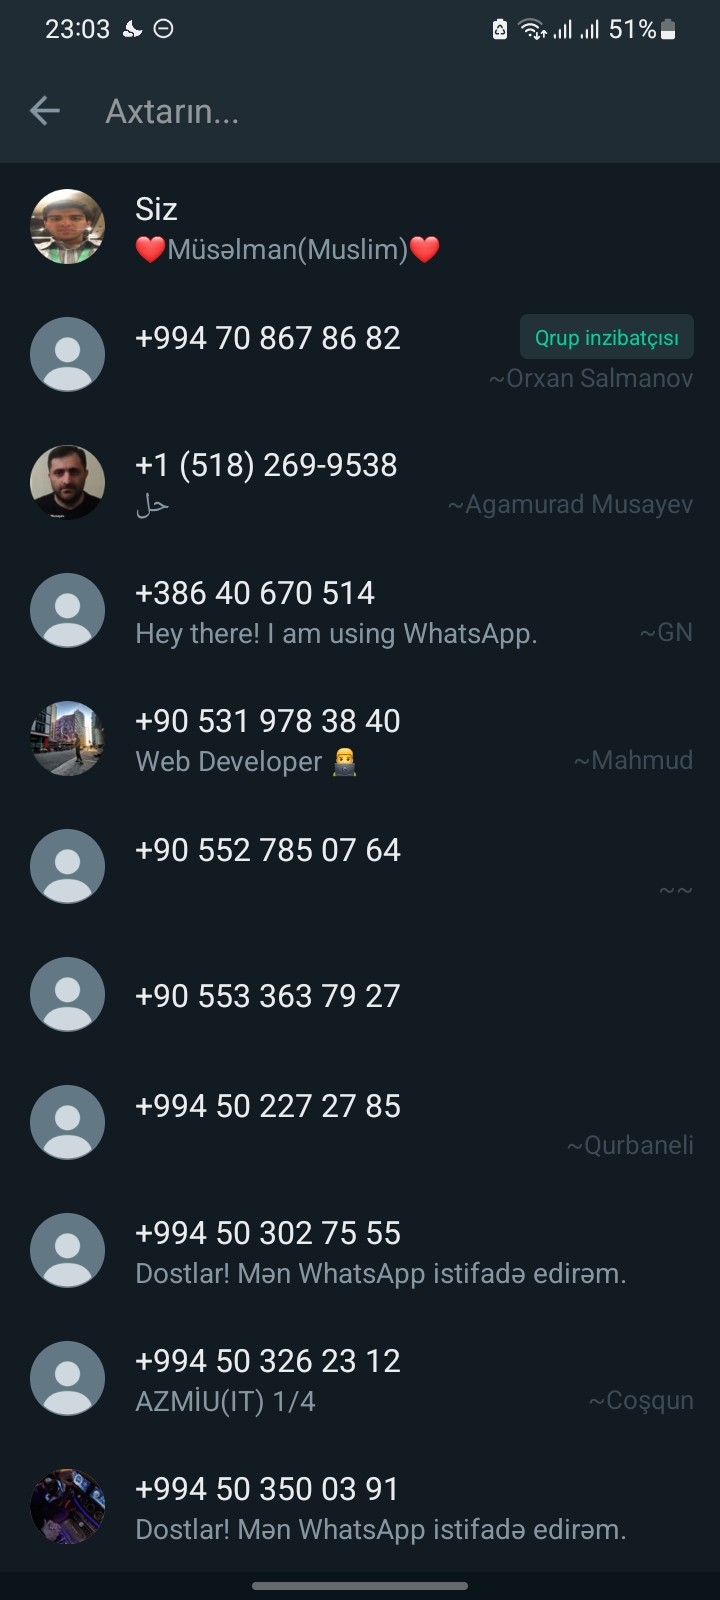 23:03 51%
Axtarın...
Siz
❤️Müsəlman(Muslim)❤️
+994 70 867 86 82 Qrup inzibatçısı
~Orxan Salmanov
+1 (518) 269-9538
حل ~Agamurad Musayev
+386 40 670 514
Hey there! I am using WhatsApp. ~GN
+90 531 978 38 40
Web Developer 👨‍💻 ~Mahmud
+90 552 785 07 64
~~
+90 553 363 79 27
+994 50 227 27 85
~Qurbaneli
+994 50 302 75 55
Dostlar! Mən WhatsApp istifadə edirəm.
+994 50 326 23 12
AZMİU(IT) 1/4 ~Coşqun
+994 50 350 03 91
Dostlar! Mən WhatsApp istifadə edirəm.